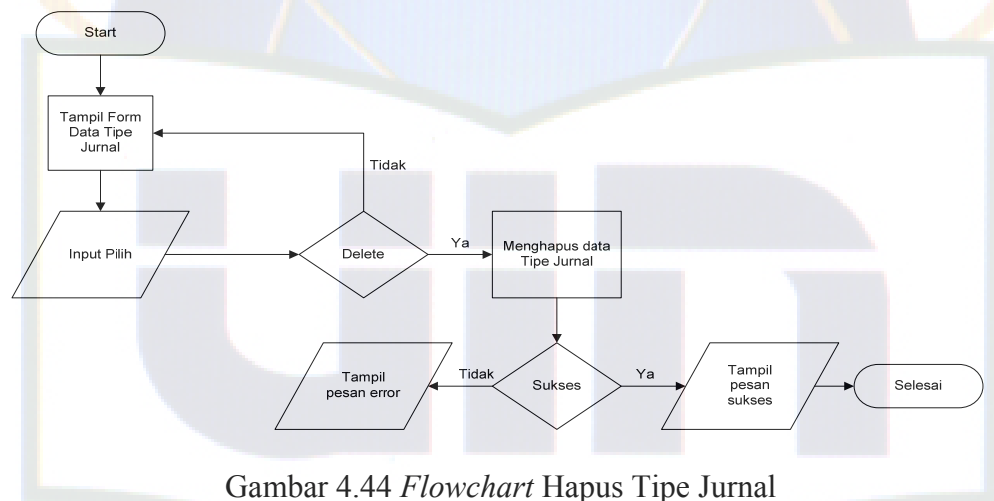 Start
Tampil Form
Data Tipe
Jurnal
Tidak
Input Pilih
Delete
Ya
Menghapus data
Tipe Jurnal
Tampil
pesan error
Tidak
Sukses
Ya
Tampil
pesan
sukses
Selesai
Gambar 4.44 Flowchart Hapus Tipe Jurnal
uin